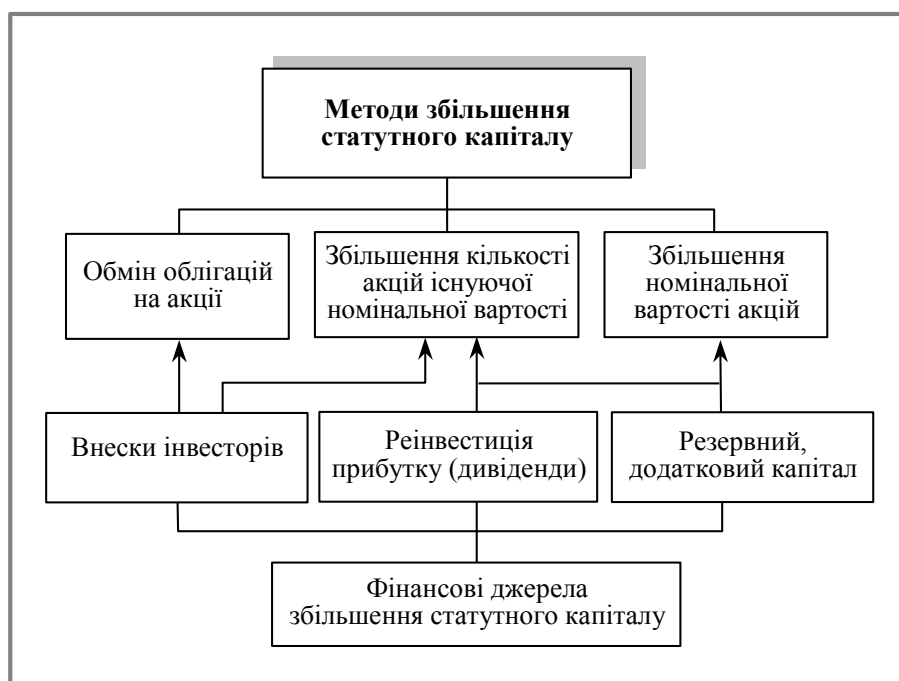 Методи збільшення
статутного капіталу
Обмін облігацій
на акції
Збільшення кількості
акцій існуючої
номінальної вартості
Збільшення
номінальної
вартості акцій
Внески інвесторів
Реінвестиція
прибутку (дивіденди)
Резервний,
додатковий капітал
Фінансові джерела
збільшення статутного капіталу